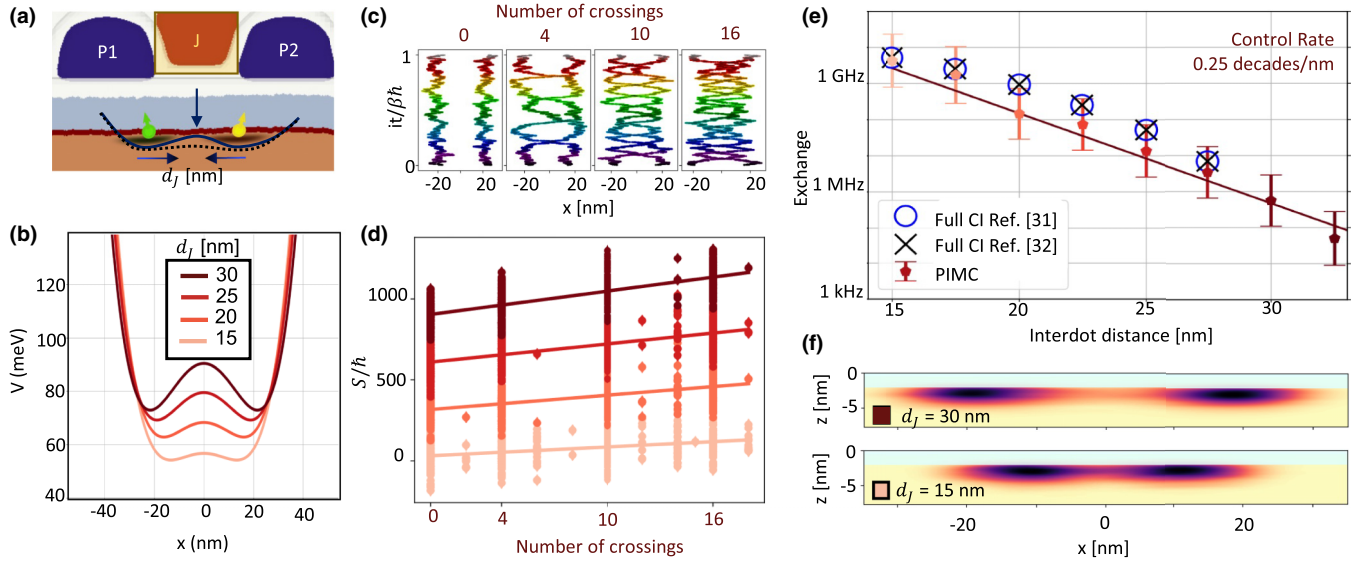 (a)
P1
J
P2
d_J [nm]
(b)
V (meV)
120
100
80
60
40
d_J [nm]
30
25
20
15
-40
-20
0
20
40
x (nm)
(c)
Number of crossings
0
4
10
16
it/βħ
1
0
-20
20
-20
20
-20
20
-20
20
x [nm]
(d)
S/ħ
1000
500
0
0
4
10
16
Number of crossings
(e)
Control Rate
0.25 decades/nm
Exchange
1 GHz
1 MHz
1 kHz
Full CI Ref. [31]
Full CI Ref. [32]
PIMC
15
20
25
30
Interdot distance [nm]
(f)
z [nm]
0
-5
d_J = 30 nm
z [nm]
0
-5
d_J = 15 nm
-20
0
20
x [nm]